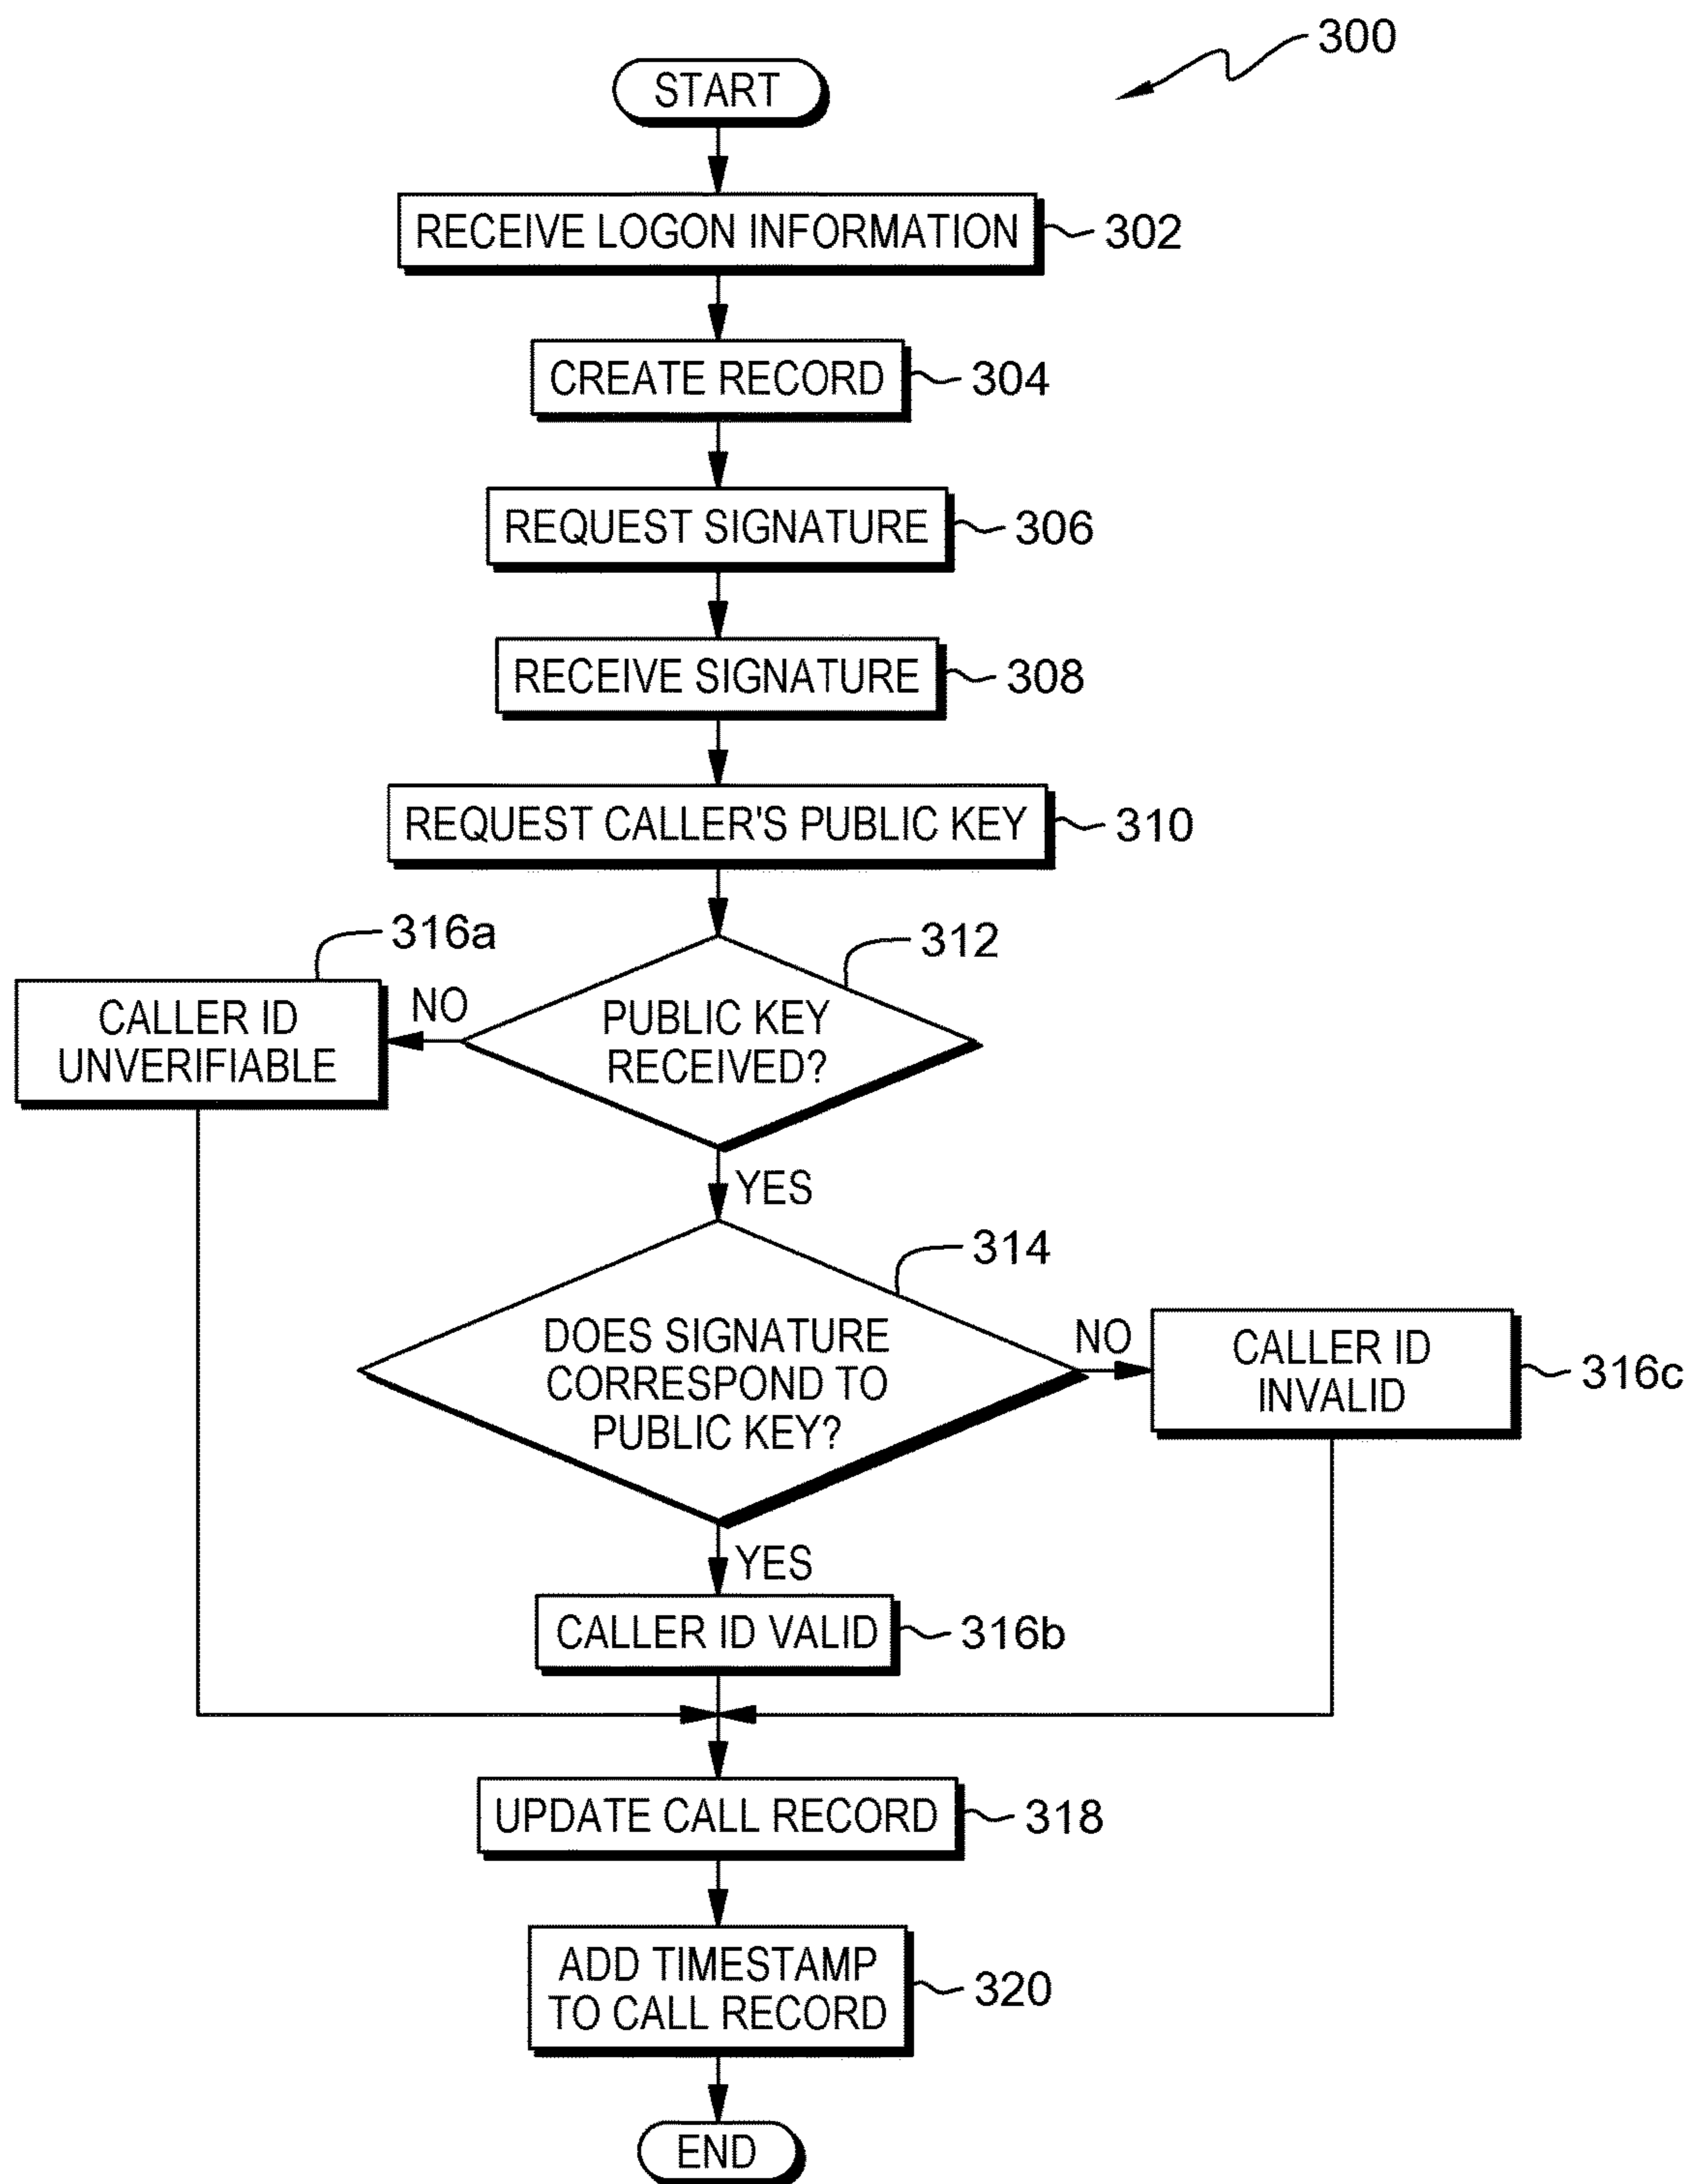 300
START
RECEIVE LOGON INFORMATION
302
CREATE RECORD
304
REQUEST SIGNATURE
306
RECEIVE SIGNATURE
308
REQUEST CALLER'S PUBLIC KEY
310
316a
312
CALLER ID
UNVERIFIABLE
NO
PUBLIC KEY
RECEIVED?
YES
314
DOES SIGNATURE
CORRESPOND TO
PUBLIC KEY?
NO
CALLER ID
INVALID
316c
YES
CALLER ID VALID
316b
UPDATE CALL RECORD
318
ADD TIMESTAMP
TO CALL RECORD
320
END